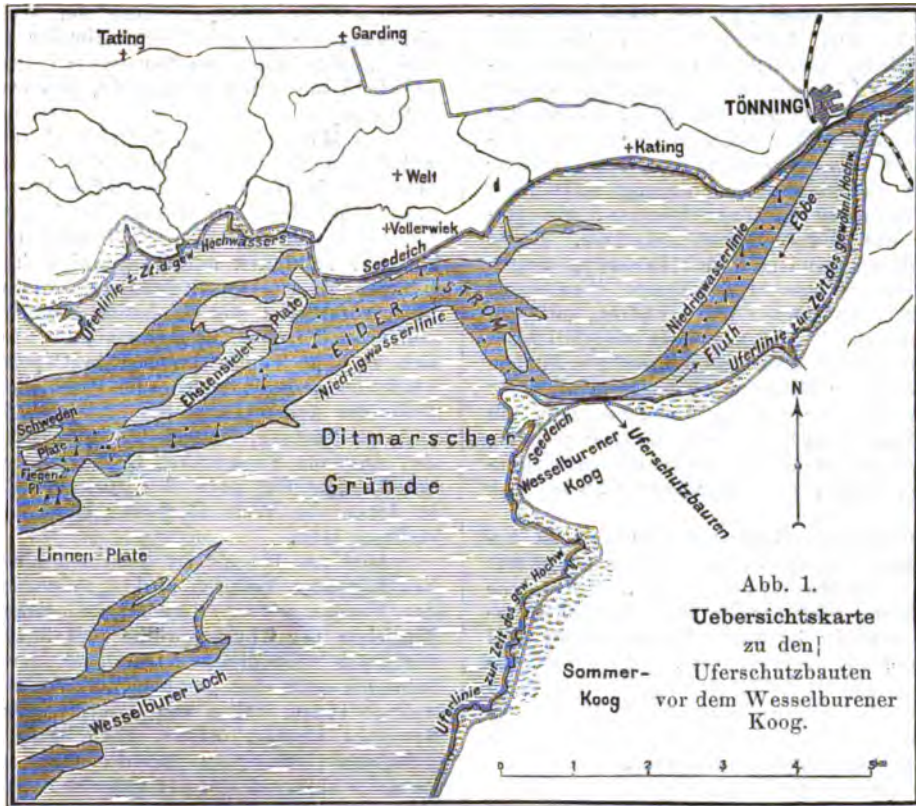 Tating
Garding
TÖNNING
Kating
Welt
Vollerwiek
Seedeich
Uferlinie z. Zt. d. gew. Hochwassers
Niedrigwasserlinie
Ebbe
EIDER - STROM
Plate
Ehstensieler
Niedrigwasserlinie
Fluth
Uferlinie zur Zeit des gewöhnl. Hochw.
N
Schweden
Plate
Pl.
Ditmarscher
Gründe
Seedeich
Wesselburener
Koog
Uferschutzbauten
Linnen-Plate
Uferlinie zur Zeit des gew. Hochw
Wesselburer Loch
Sommer-
Koog
Abb. 1.
Uebersichtskarte
zu den
Uferschutzbauten
vor dem Wesselburener
Koog.
0 1 2 3 4 5